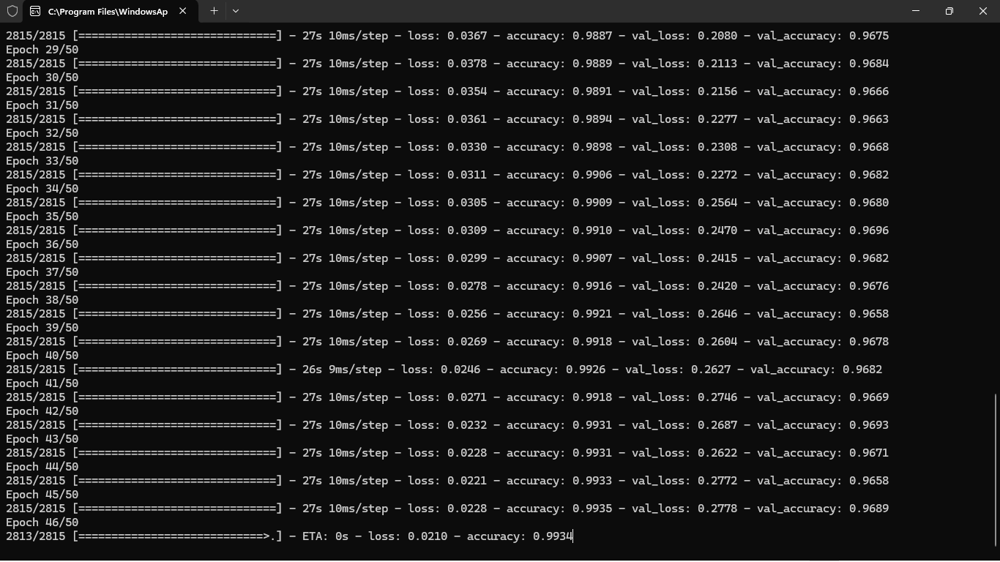 C:\Program Files\WindowsAp
2815/2815 [==============================] - 27s 10ms/step - loss: 0.0367 - accuracy: 0.9887 - val_loss: 0.2080 - val_accuracy: 0.9675
Epoch 29/50
2815/2815 [==============================] - 27s 10ms/step - loss: 0.0378 - accuracy: 0.9889 - val_loss: 0.2113 - val_accuracy: 0.9684
Epoch 30/50
2815/2815 [==============================] - 27s 10ms/step - loss: 0.0354 - accuracy: 0.9891 - val_loss: 0.2156 - val_accuracy: 0.9666
Epoch 31/50
2815/2815 [==============================] - 27s 10ms/step - loss: 0.0361 - accuracy: 0.9894 - val_loss: 0.2277 - val_accuracy: 0.9663
Epoch 32/50
2815/2815 [==============================] - 27s 10ms/step - loss: 0.0330 - accuracy: 0.9898 - val_loss: 0.2308 - val_accuracy: 0.9668
Epoch 33/50
2815/2815 [==============================] - 27s 10ms/step - loss: 0.0311 - accuracy: 0.9906 - val_loss: 0.2272 - val_accuracy: 0.9682
Epoch 34/50
2815/2815 [==============================] - 27s 10ms/step - loss: 0.0305 - accuracy: 0.9909 - val_loss: 0.2564 - val_accuracy: 0.9680
Epoch 35/50
2815/2815 [==============================] - 27s 10ms/step - loss: 0.0309 - accuracy: 0.9910 - val_loss: 0.2470 - val_accuracy: 0.9696
Epoch 36/50
2815/2815 [==============================] - 27s 10ms/step - loss: 0.0299 - accuracy: 0.9907 - val_loss: 0.2415 - val_accuracy: 0.9682
Epoch 37/50
2815/2815 [==============================] - 27s 10ms/step - loss: 0.0278 - accuracy: 0.9916 - val_loss: 0.2420 - val_accuracy: 0.9676
Epoch 38/50
2815/2815 [==============================] - 27s 10ms/step - loss: 0.0256 - accuracy: 0.9921 - val_loss: 0.2646 - val_accuracy: 0.9658
Epoch 39/50
2815/2815 [==============================] - 27s 10ms/step - loss: 0.0269 - accuracy: 0.9918 - val_loss: 0.2604 - val_accuracy: 0.9678
Epoch 40/50
2815/2815 [==============================] - 26s 9ms/step - loss: 0.0246 - accuracy: 0.9926 - val_loss: 0.2627 - val_accuracy: 0.9682
Epoch 41/50
2815/2815 [==============================] - 27s 10ms/step - loss: 0.0271 - accuracy: 0.9918 - val_loss: 0.2746 - val_accuracy: 0.9669
Epoch 42/50
2815/2815 [==============================] - 27s 10ms/step - loss: 0.0232 - accuracy: 0.9931 - val_loss: 0.2687 - val_accuracy: 0.9693
Epoch 43/50
2815/2815 [==============================] - 27s 10ms/step - loss: 0.0228 - accuracy: 0.9931 - val_loss: 0.2622 - val_accuracy: 0.9671
Epoch 44/50
2815/2815 [==============================] - 27s 10ms/step - loss: 0.0221 - accuracy: 0.9933 - val_loss: 0.2772 - val_accuracy: 0.9658
Epoch 45/50
2815/2815 [==============================] - 27s 10ms/step - loss: 0.0228 - accuracy: 0.9935 - val_loss: 0.2778 - val_accuracy: 0.9689
Epoch 46/50
2813/2815 [============================>.] - ETA: 0s - loss: 0.0210 - accuracy: 0.9934